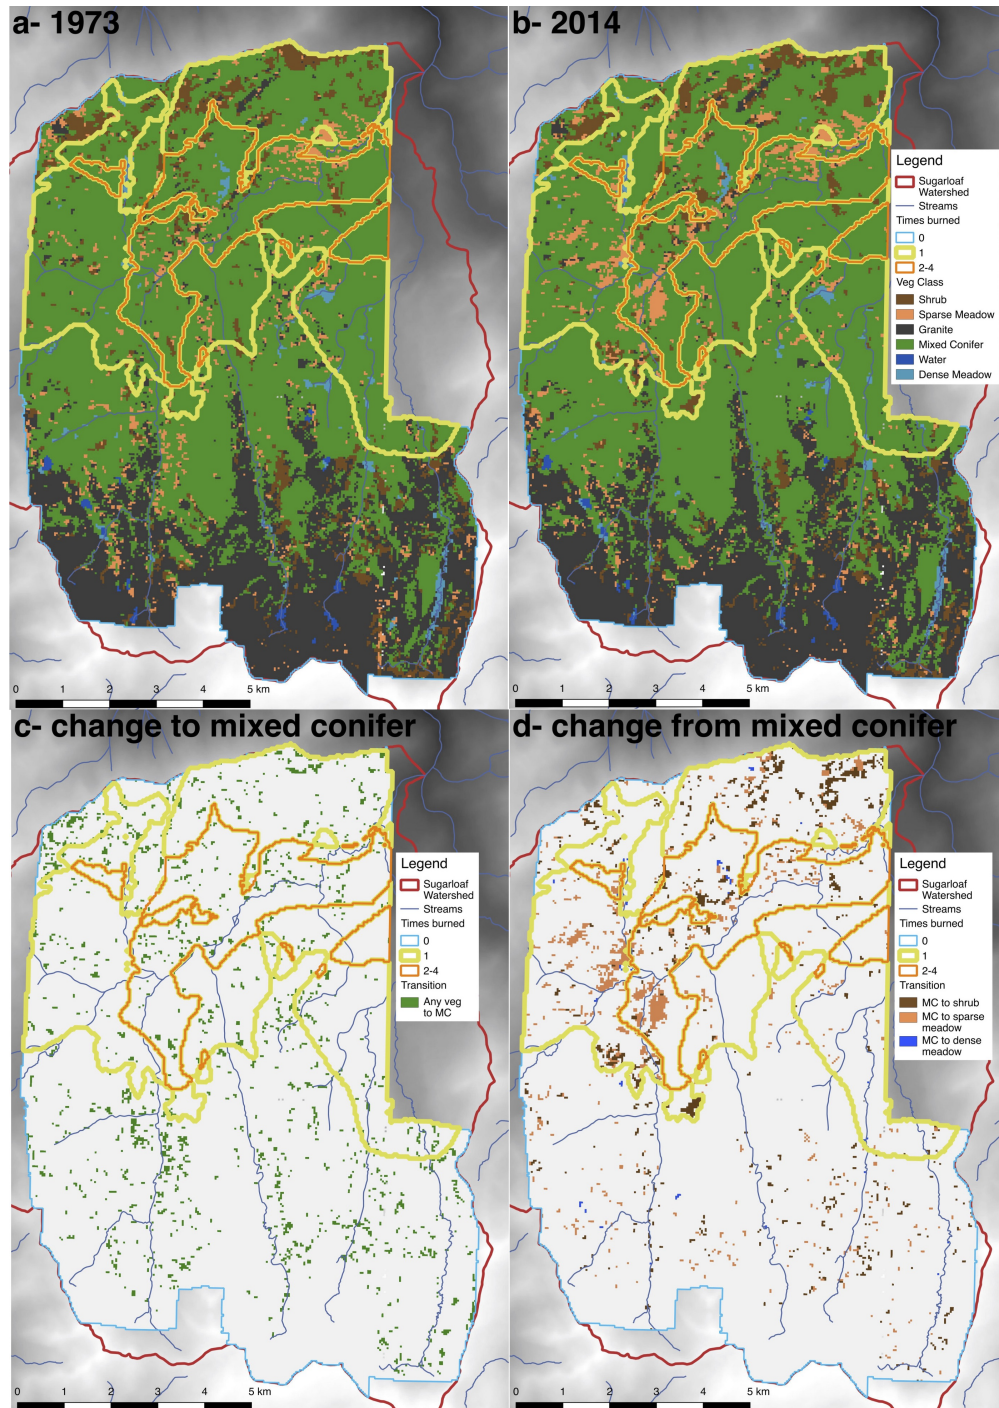 a- 1973
b- 2014
Legend
Sugarloaf
Watershed
Streams
Times burned
0
1
2-4
Veg Class
Shrub
Sparse Meadow
Granite
Mixed Conifer
Water
Dense Meadow
0 1 2 3 4 5 km
0 1 2 3 4 5 km
c- change to mixed conifer
d- change from mixed conifer
Legend
Sugarloaf
Watershed
Streams
Times burned
0
1
2-4
Transition
Any veg
to MC
Legend
Sugarloaf
Watershed
Streams
Times burned
0
1
2-4
Transition
MC to shrub
MC to sparse
meadow
MC to dense
meadow
0 1 2 3 4 5 km
0 1 2 3 4 5 km